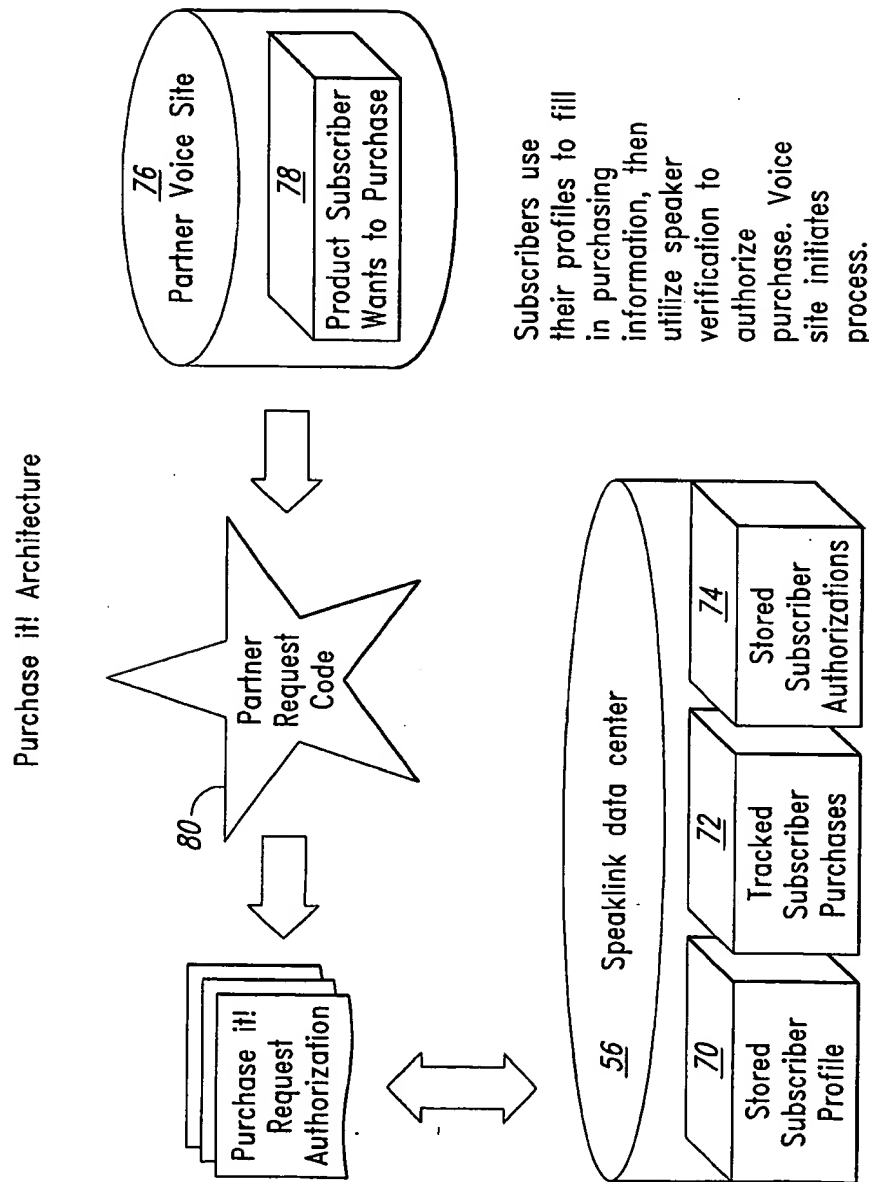 Purchase it! Architecture
Purchase it!
Request
Authorization
80
Partner
Request
Code
76
Partner Voice Site
78
Product Subscriber
Wants to Purchase
56 Speaklink data center
70
Stored
Subscriber
Profile
72
Tracked
Subscriber
Purchases
74
Stored
Subscriber
Authorizations
Subscribers use
their profiles to fill
in purchasing
information, then
utilize speaker
verification to
authorize
purchase. Voice
site initiates
process.